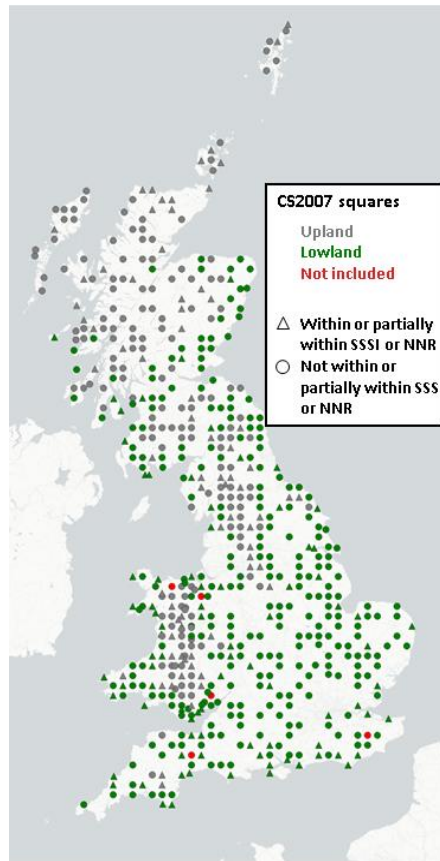 CS2007 squares
Upland
Lowland
Not included
Within or partially
within SSSI or NNR
Not within or
partially within SSS
or NNR